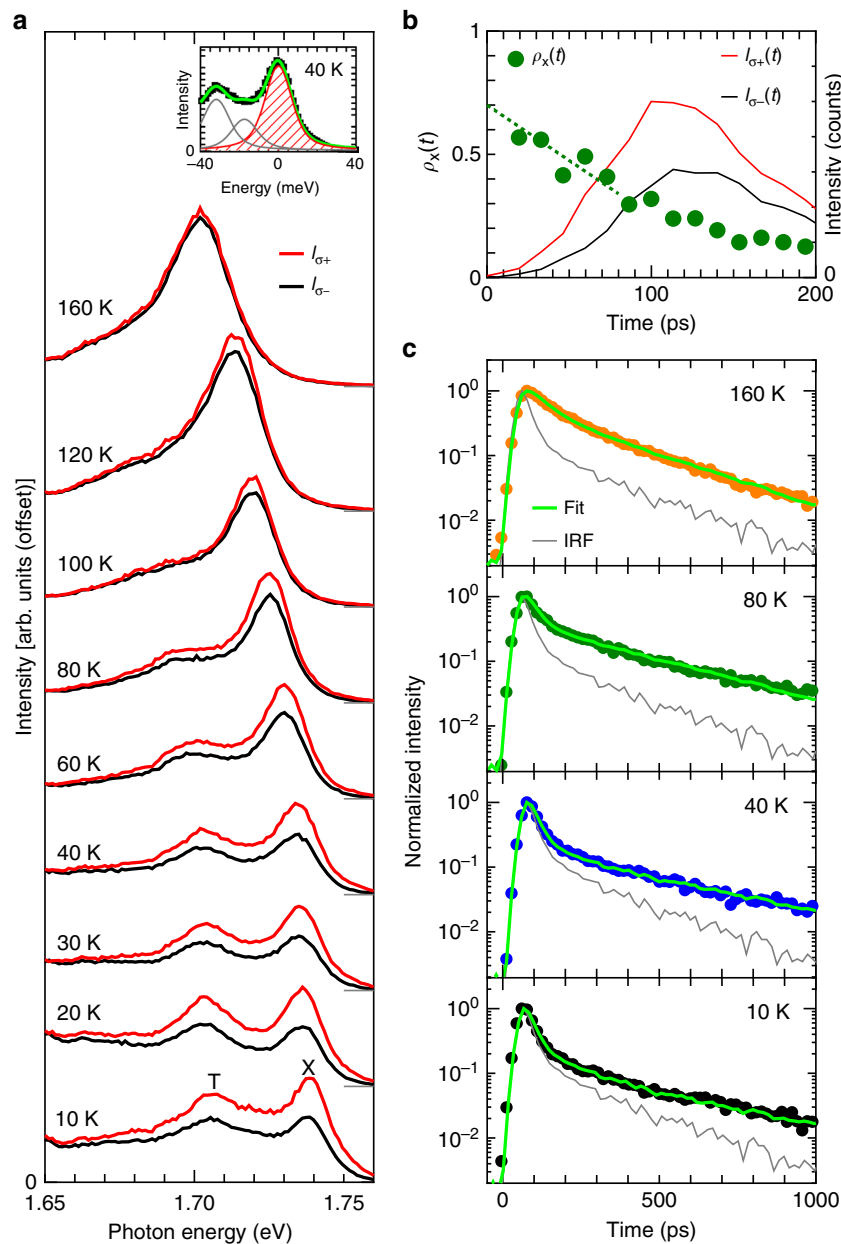 a
40 K
Intensity
−40
0
40
Energy (meV)
Iσ+
Iσ−
160 K
120 K
100 K
80 K
60 K
40 K
30 K
20 K
10 K
T
X
0
Intensity [arb. units (offset)]
1.65
1.70
1.75
Photon energy (eV)
b
1
0.5
0
ρx(t)
ρx(t)
Iσ+(t)
Iσ−(t)
Intensity (counts)
0
0
100
200
Time (ps)
c
10⁰
10⁻¹
10⁻²
160 K
Fit
IRF
10⁰
10⁻¹
10⁻²
80 K
Normalized intensity
10⁰
10⁻¹
10⁻²
40 K
10⁰
10⁻¹
10⁻²
10 K
0
500
1000
Time (ps)